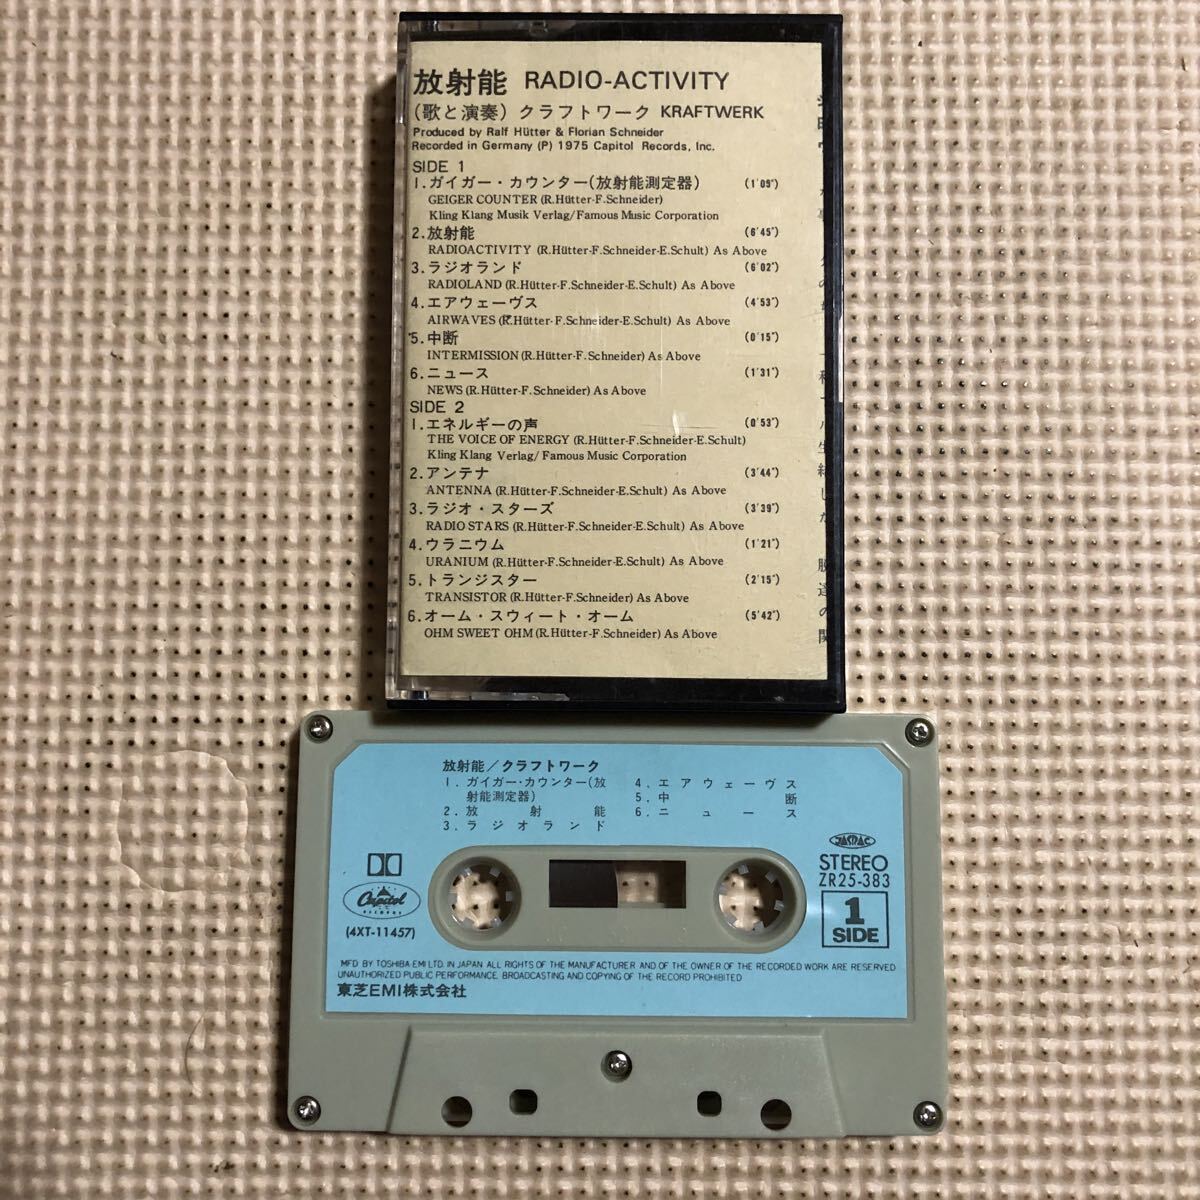 放射能 RADIO-ACTIVITY
(歌と演奏) クラフトワーク KRAFTWERK
Produced by Ralf Hütter & Florian Schneider
Recorded in Germany (P) 1975 Capitol Records, Inc.
SIDE 1
1.ガイガー・カウンター(放射能測定器) (1'09")
GEIGER COUNTER (R.Hütter-F.Schneider)
Kling Klang Musik Verlag/Famous Music Corporation
2.放射能 (6'45")
RADIOACTIVITY (R.Hütter-F.Schneider-E.Schult) As Above
3.ラジオランド (6'02")
RADIOLAND (R.Hütter-F.Schneider-E.Schult) As Above
4.エアウェーヴス (4'53")
AIRWAVES (R.Hütter-F.Schneider-E.Schult) As Above
5.中断 (0'15")
INTERMISSION (R.Hütter-F.Schneider) As Above
6.ニュース (1'31")
NEWS (R.Hütter-F.Schneider) As Above
SIDE 2
1.エネルギーの声 (0'53")
THE VOICE OF ENERGY (R.Hütter-F.Schneider-E.Schult)
Kling Klang Verlag/Famous Music Corporation
2.アンテナ (3'44")
ANTENNA (R.Hütter-F.Schneider-E.Schult) As Above
3.ラジオ・スターズ (3'39")
RADIO STARS (R.Hütter-F.Schneider-E.Schult) As Above
4.ウラニウム (1'21")
URANIUM (R.Hütter-F.Schneider-E.Schult) As Above
5.トランジスター (2'15")
TRANSISTOR (R.Hütter-F.Schneider) As Above
6.オーム・スウィート・オーム (5'42")
OHM SWEET OHM (R.Hütter-F.Schneider) As Above
放射能／クラフトワーク
1.ガイガー・カウンター(放
射能測定器)
2.放射能
3.ラジオランド
4.エアウェーヴス
5.中断
6.ニュース
JASRAC
STEREO
ZR25-383
1
SIDE
Capitol
RECORDS
(4XT-11457)
MFD BY TOSHIBA EMI LTD. IN JAPAN ALL RIGHTS OF THE MANUFACTURER AND OF THE OWNER OF THE RECORDED WORK ARE RESERVED
UNAUTHORIZED PUBLIC PERFORMANCE. BROADCASTING AND COPYING OF THE RECORD PROHIBITED
東芝EMI株式会社